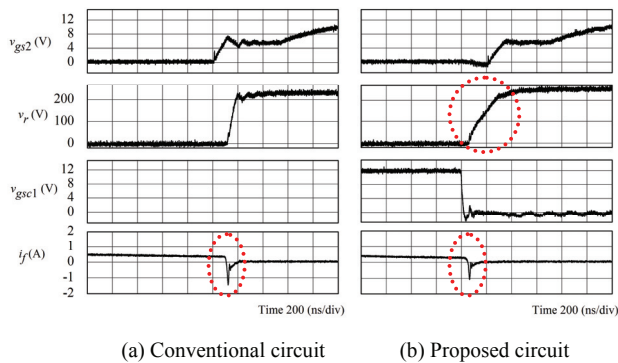 v_gs2 (V)
12
8
4
0
v_r (V)
200
100
0
v_gsc1 (V)
12
8
4
0
i_f (A)
2
1
0
-1
-2
Time 200 (ns/div)
Time 200 (ns/div)
(a) Conventional circuit
(b) Proposed circuit